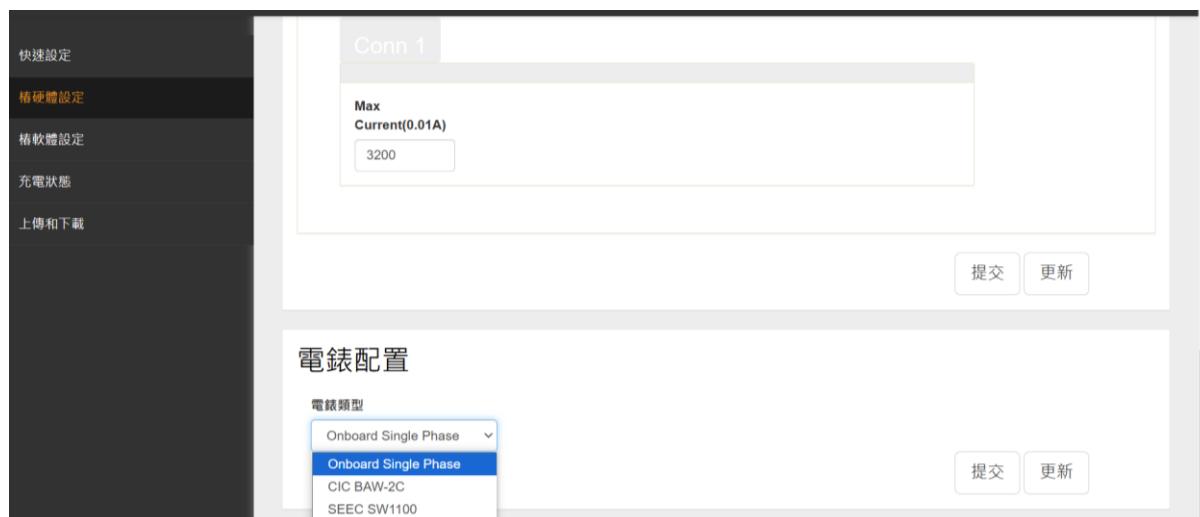 快速設定
樁硬體設定
樁軟體設定
充電狀態
上傳和下載
Conn 1
Max
Current(0.01A)
3200
提交 更新
電錶配置
電錶類型
Onboard Single Phase
Onboard Single Phase
CIC BAW-2C
SEEC SW1100
提交 更新